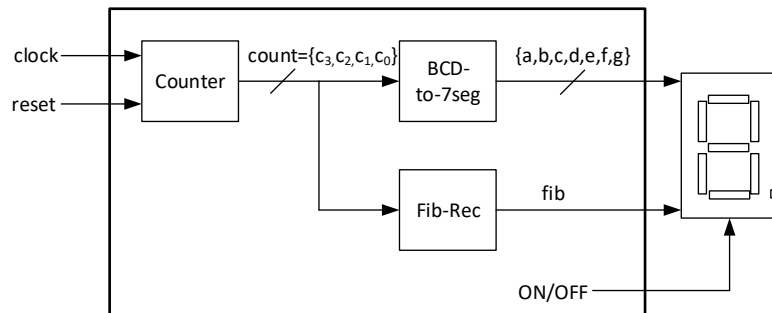 clock
reset
Counter
count={c₃,c₂,c₁,c₀}
BCD-
to-7seg
{a,b,c,d,e,f,g}
Fib-Rec
fib
ON/OFF